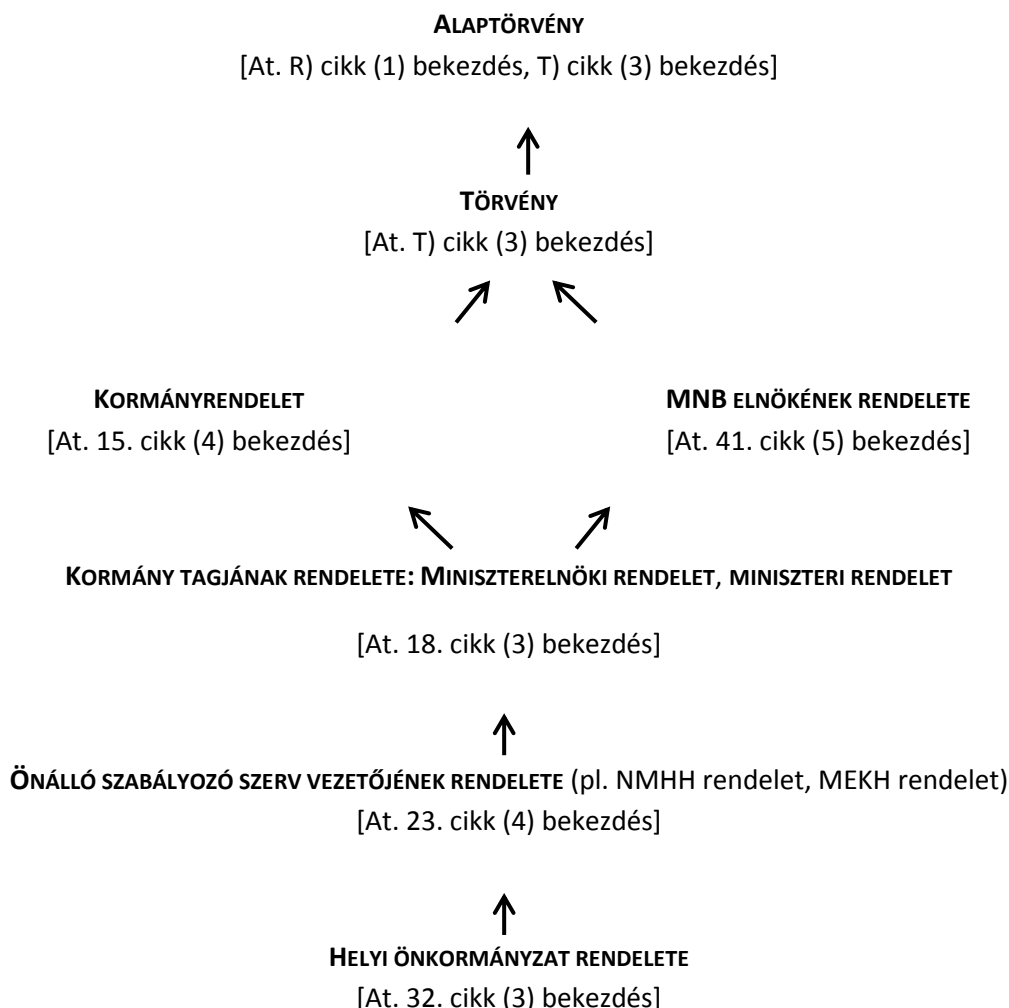 ALAPTÖRVÉNY
[At. R) cikk (1) bekezdés, T) cikk (3) bekezdés]
TÖRVÉNY
[At. T) cikk (3) bekezdés]
KORMÁNYRENDELET
[At. 15. cikk (4) bekezdés]
MNB ELNÖKÉNEK RENDELETE
[At. 41. cikk (5) bekezdés]
KORMÁNY TAGJÁNAK RENDELETE: MINISZTERELNÖKI RENDELET, MINISZTERI RENDELET
[At. 18. cikk (3) bekezdés]
ÖNÁLLÓ SZABÁLYOZÓ SZERV VEZETŐJÉNEK RENDELETE (pl. NMHH rendelet, MEKH rendelet)
[At. 23. cikk (4) bekezdés]
HELYI ÖNKORMÁNYZAT RENDELETE
[At. 32. cikk (3) bekezdés]